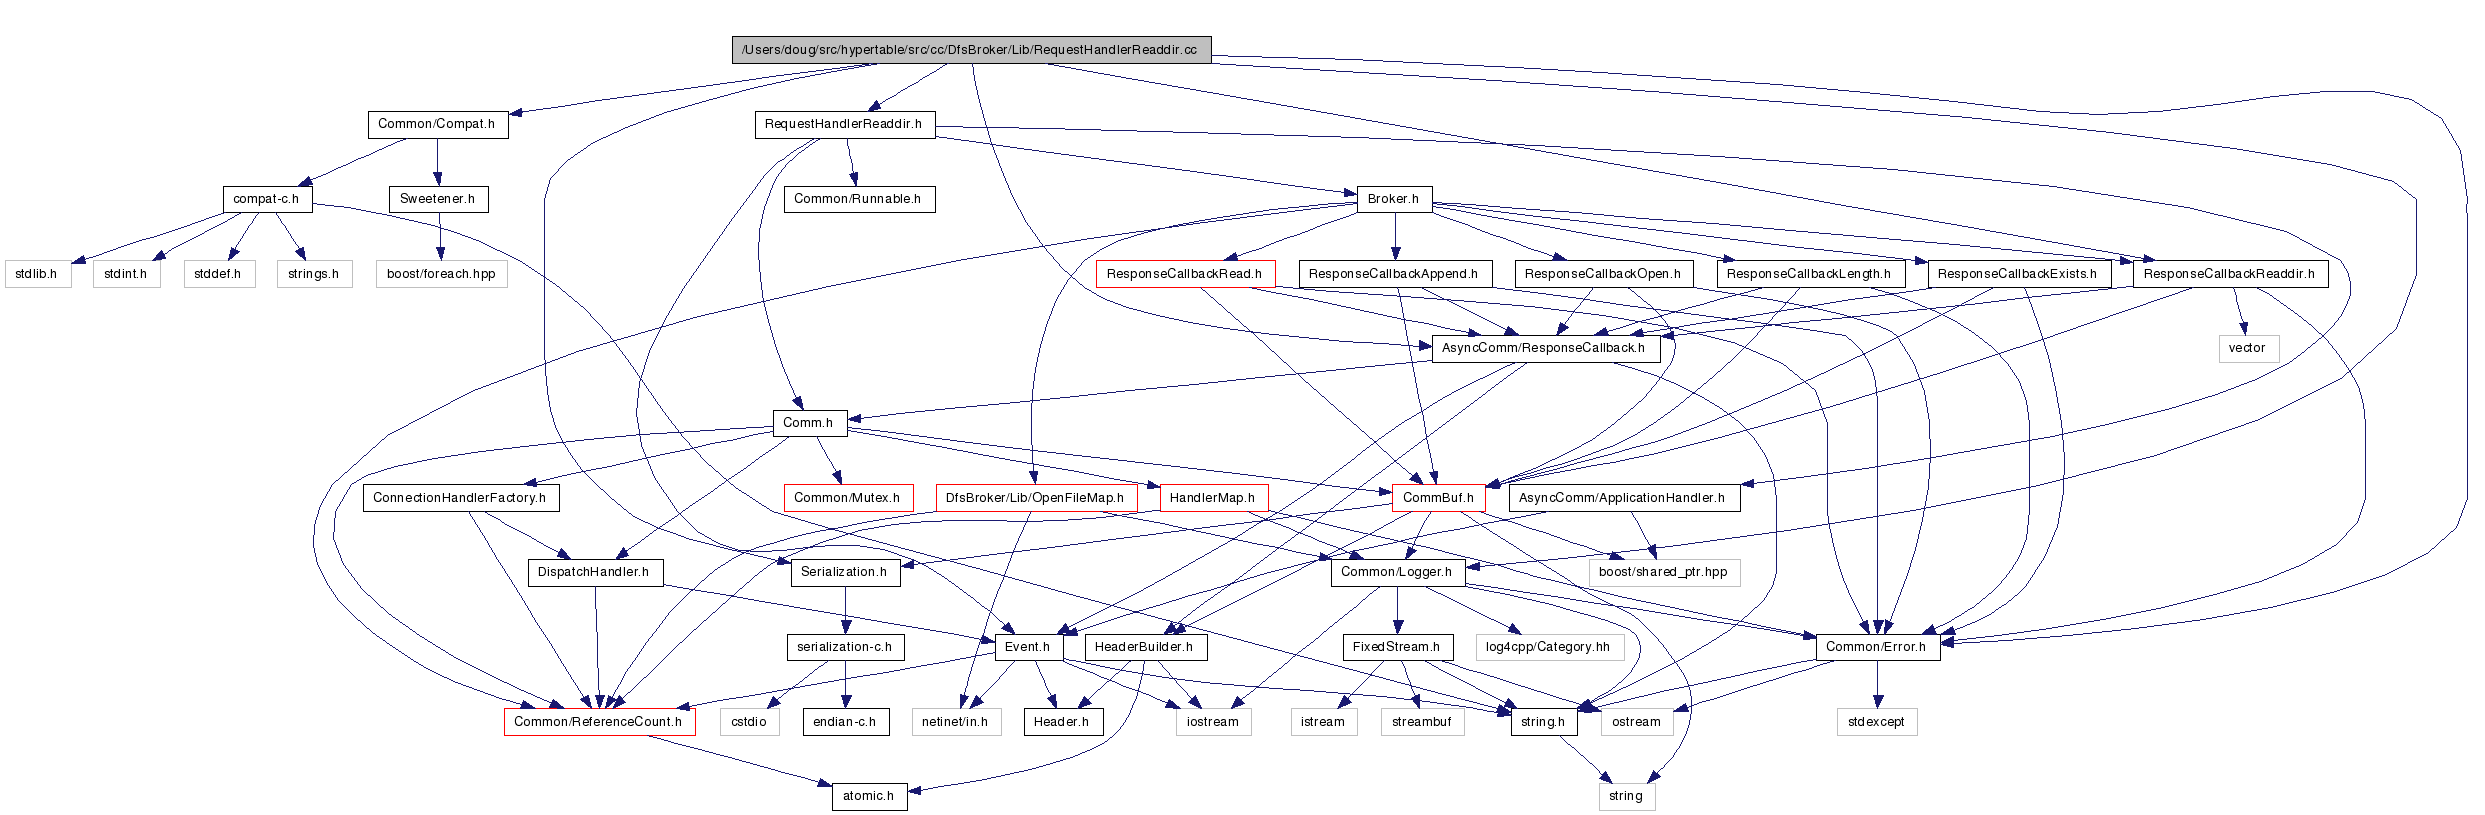 /Users/doug/src/hypertable/src/cc/DfsBroker/Lib/RequestHandlerReaddir.cc
Common/Compat.h
RequestHandlerReaddir.h
compat-c.h
Sweetener.h
Common/Runnable.h
Broker.h
stdlib.h
stdint.h
stddef.h
strings.h
boost/foreach.hpp
ResponseCallbackRead.h
ResponseCallbackAppend.h
ResponseCallbackOpen.h
ResponseCallbackLength.h
ResponseCallbackExists.h
ResponseCallbackReaddir.h
AsyncComm/ResponseCallback.h
vector
Comm.h
ConnectionHandlerFactory.h
Common/Mutex.h
DfsBroker/Lib/OpenFileMap.h
HandlerMap.h
CommBuf.h
AsyncComm/ApplicationHandler.h
DispatchHandler.h
Serialization.h
Common/Logger.h
boost/shared_ptr.hpp
serialization-c.h
Event.h
HeaderBuilder.h
FixedStream.h
log4cpp/Category.hh
Common/Error.h
Common/ReferenceCount.h
cstdio
endian-c.h
netinet/in.h
Header.h
iostream
istream
streambuf
string.h
ostream
stdexcept
atomic.h
string